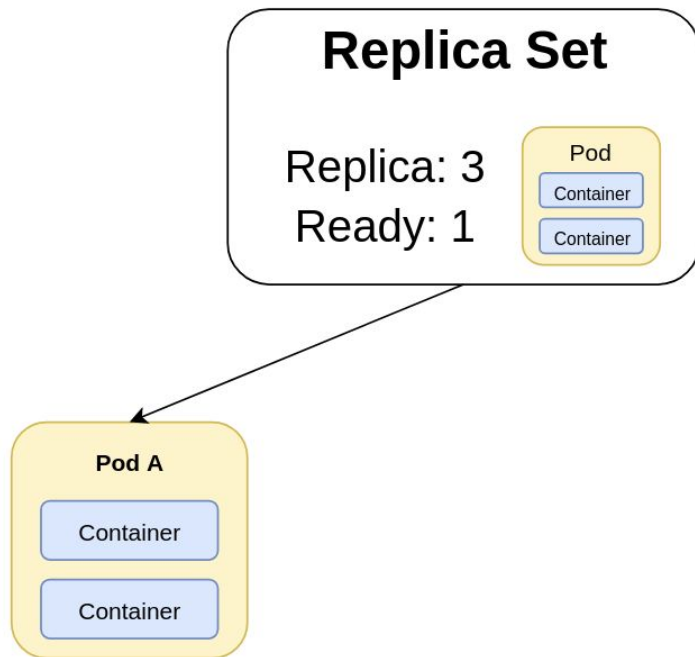 Replica Set
Replica: 3
Ready: 1
Pod
Container
Container
Pod A
Container
Container